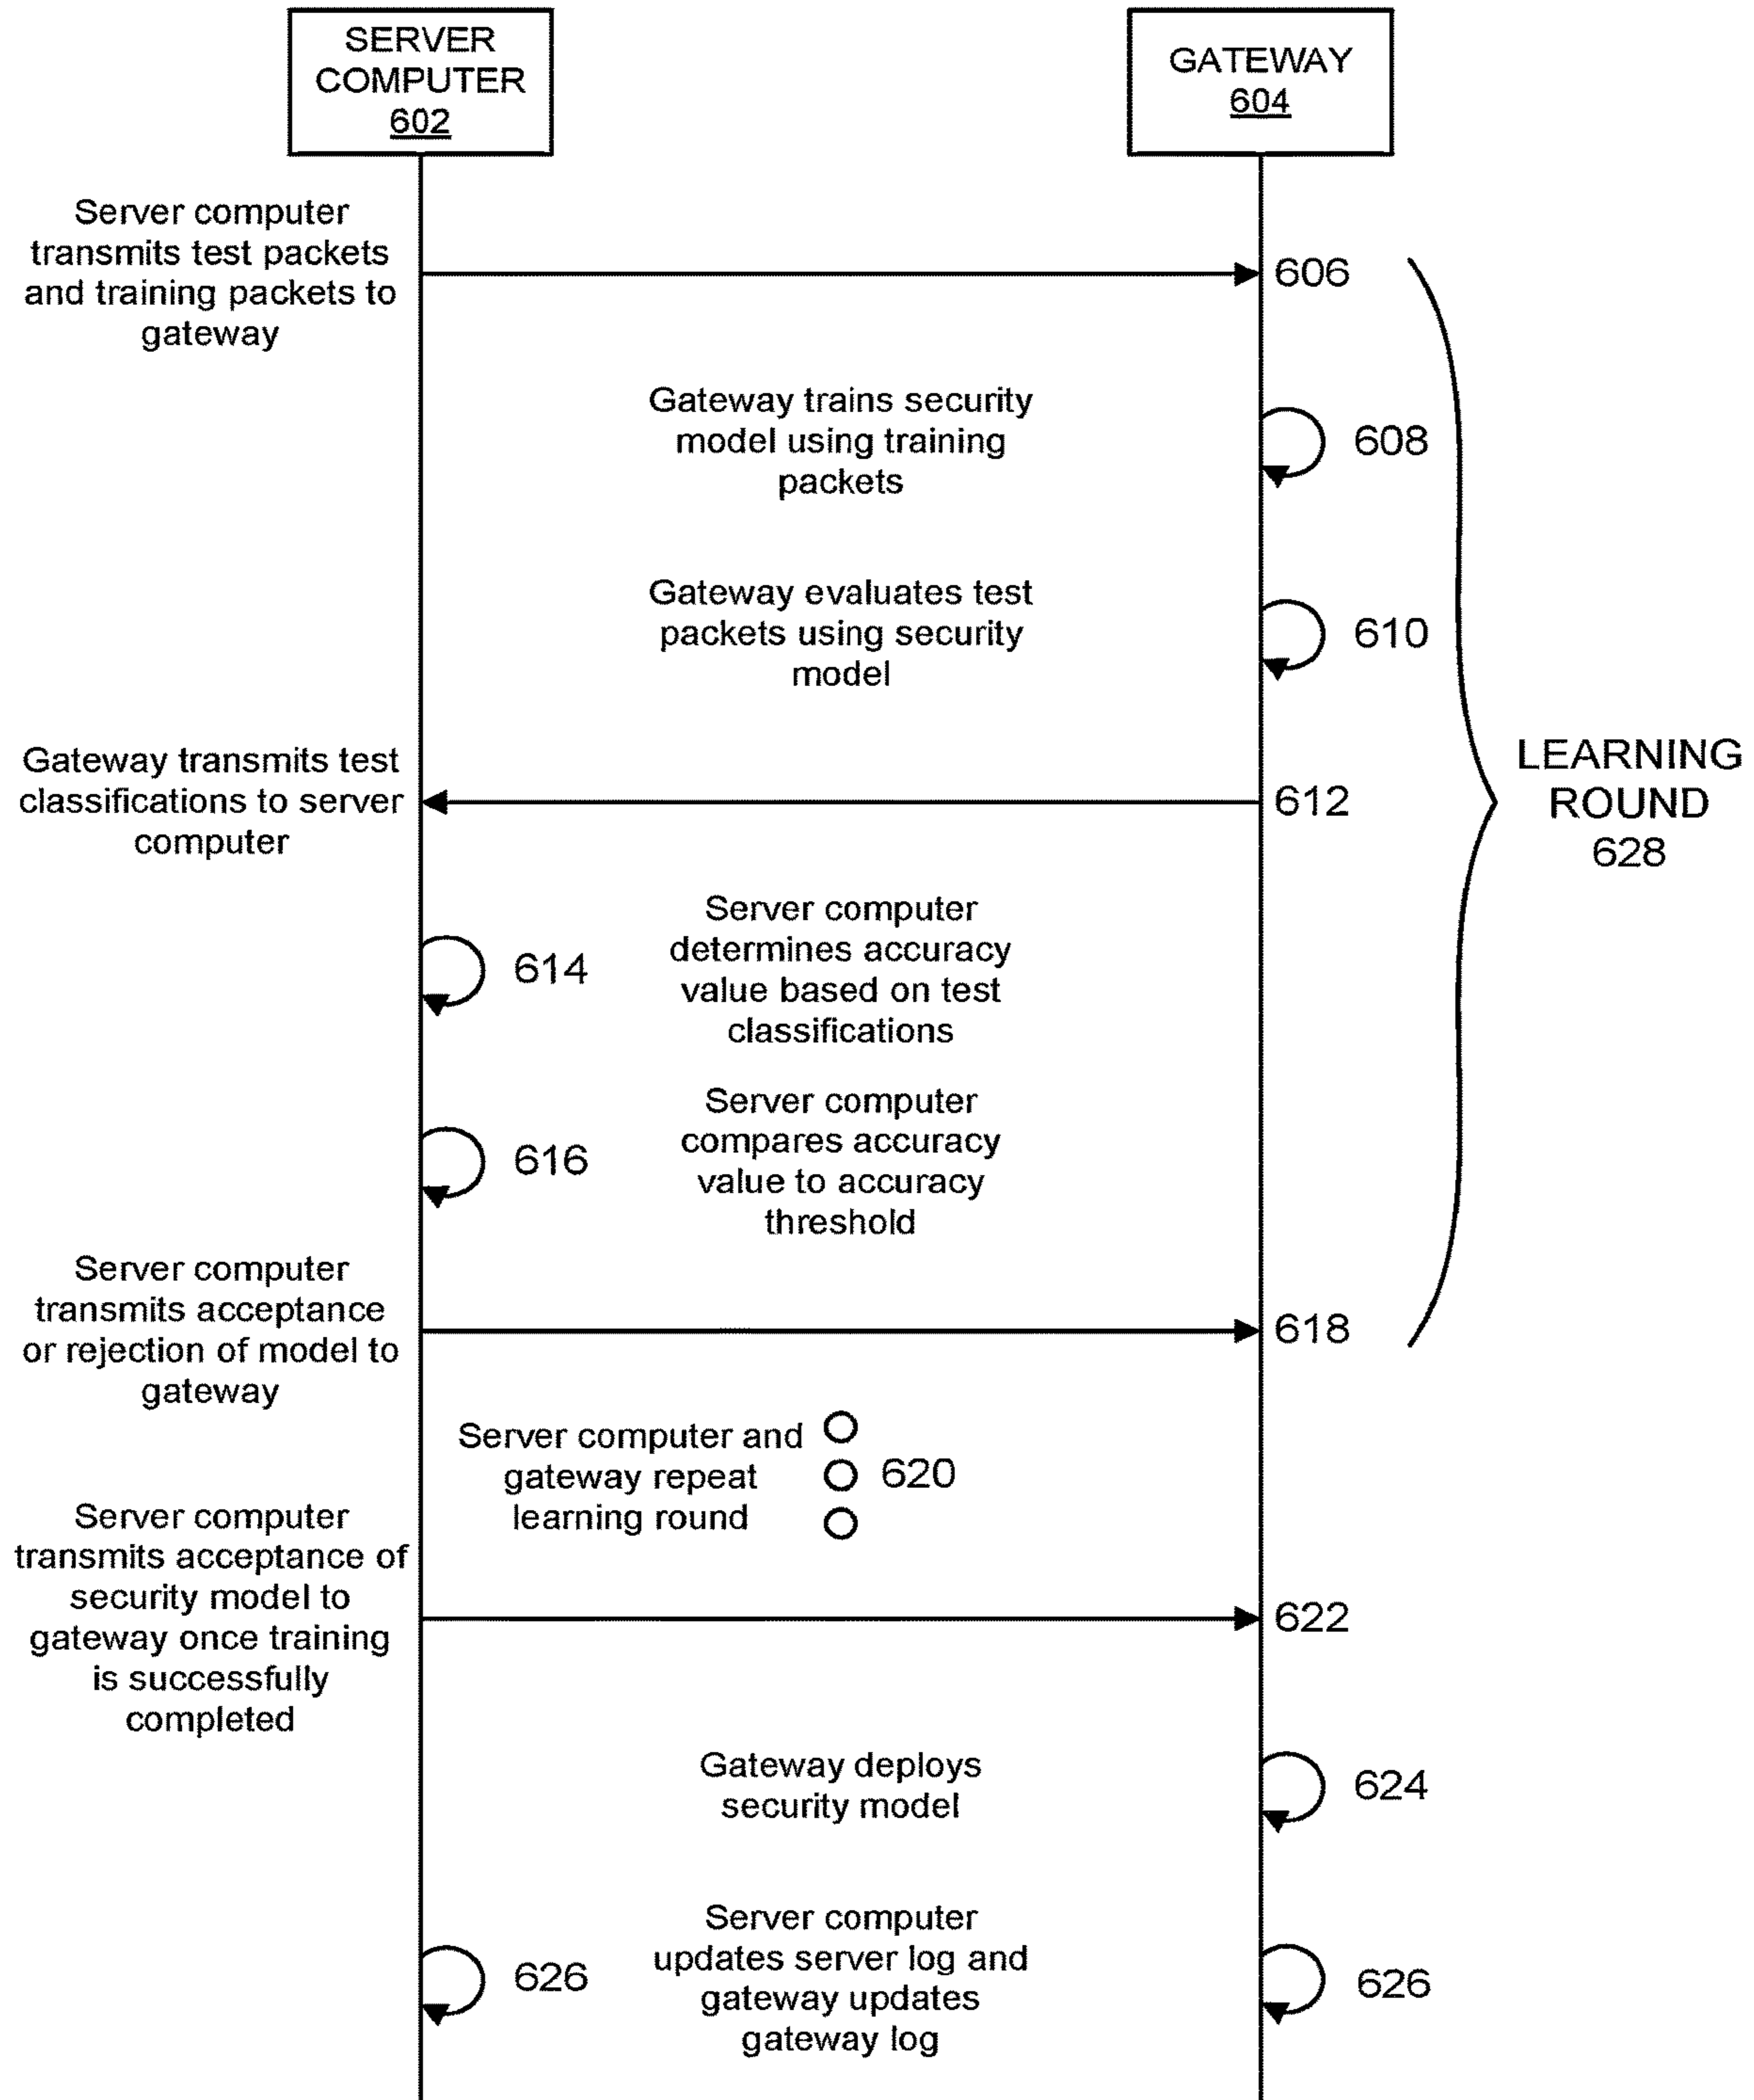 SERVER
COMPUTER
602
GATEWAY
604
Server computer
transmits test packets
and training packets to
gateway
606
Gateway trains security
model using training
packets
608
Gateway evaluates test
packets using security
model
610
Gateway transmits test
classifications to server
computer
612
LEARNING
ROUND
628
Server computer
determines accuracy
value based on test
classifications
614
Server computer
compares accuracy
value to accuracy
threshold
616
Server computer
transmits acceptance
or rejection of model to
gateway
618
Server computer and
gateway repeat
learning round
620
Server computer
transmits acceptance of
security model to
gateway once training
is successfully
completed
622
Gateway deploys
security model
624
626
Server computer
updates server log and
gateway updates
gateway log
626